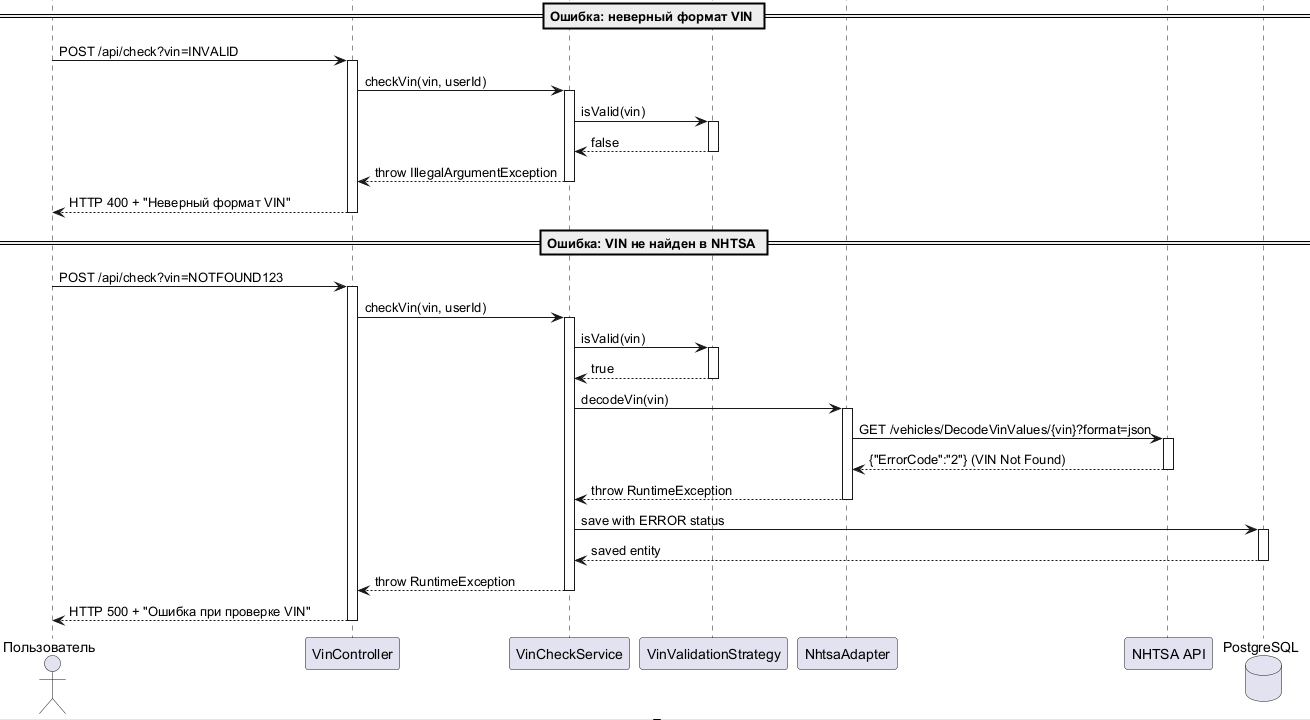 Ошибка: неверный формат VIN
POST /api/check?vin=INVALID
checkVin(vin, userId)
isValid(vin)
false
throw IllegalArgumentException
HTTP 400 + "Неверный формат VIN"
Ошибка: VIN не найден в NHTSA
POST /api/check?vin=NOTFOUND123
checkVin(vin, userId)
isValid(vin)
true
decodeVin(vin)
GET /vehicles/DecodeVinValues/{vin}?format=json
{"ErrorCode":"2"} (VIN Not Found)
throw RuntimeException
save with ERROR status
saved entity
throw RuntimeException
HTTP 500 + "Ошибка при проверке VIN"
Пользователь
VinController
VinCheckService
VinValidationStrategy
NhtsaAdapter
NHTSA API
PostgreSQL